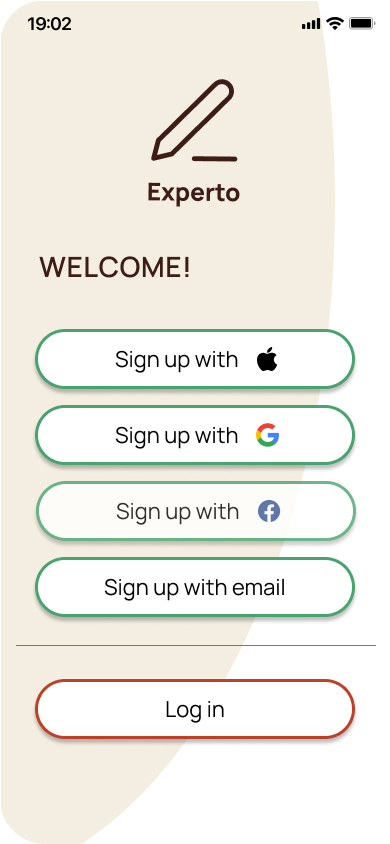 19:02
Experto
WELCOME!
Sign up with
Sign up with
Sign up with
Sign up with email
Log in